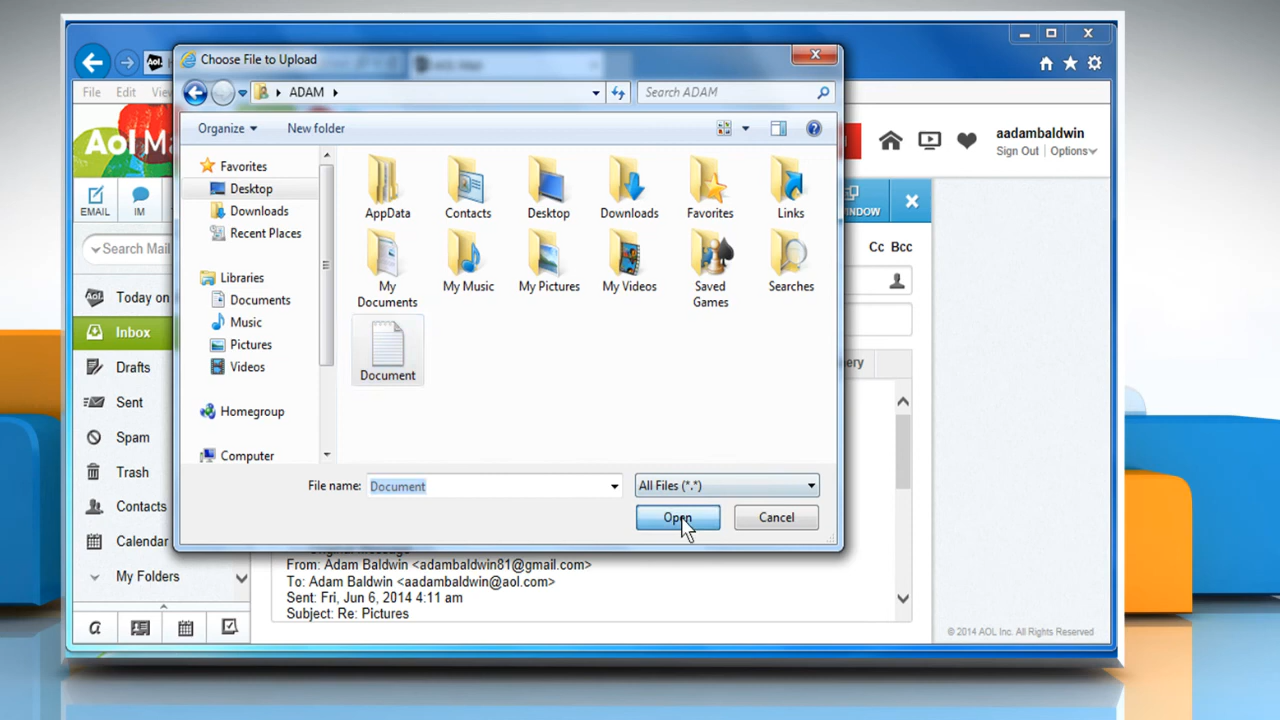 Choose File to Upload
Aol.
ADAM
Search ADAM
File Edit
Organize
New folder
Aol
aadambaldwin
Sign Out | Options
EMAIL
IM
Search Mail
Today on
Inbox
Drafts
Sent
Spam
Trash
Contacts
Calendar
My Folders
Favorites
Desktop
Downloads
Recent Places
Libraries
Documents
Music
Pictures
Videos
Homegroup
Computer
AppData
Contacts
Desktop
Downloads
Favorites
Links
My Documents
My Music
My Pictures
My Videos
Saved Games
Searches
Document
File name: Document
All Files (*.*)
Open
Cancel
Cc Bcc
From: Adam Baldwin <adambaldwin81@gmail.com>
To: Adam Baldwin <aadambaldwin@aol.com>
Sent: Fri, Jun 6, 2014 4:11 am
Subject: Re: Pictures
© 2014 AOL Inc. All Rights Reserved